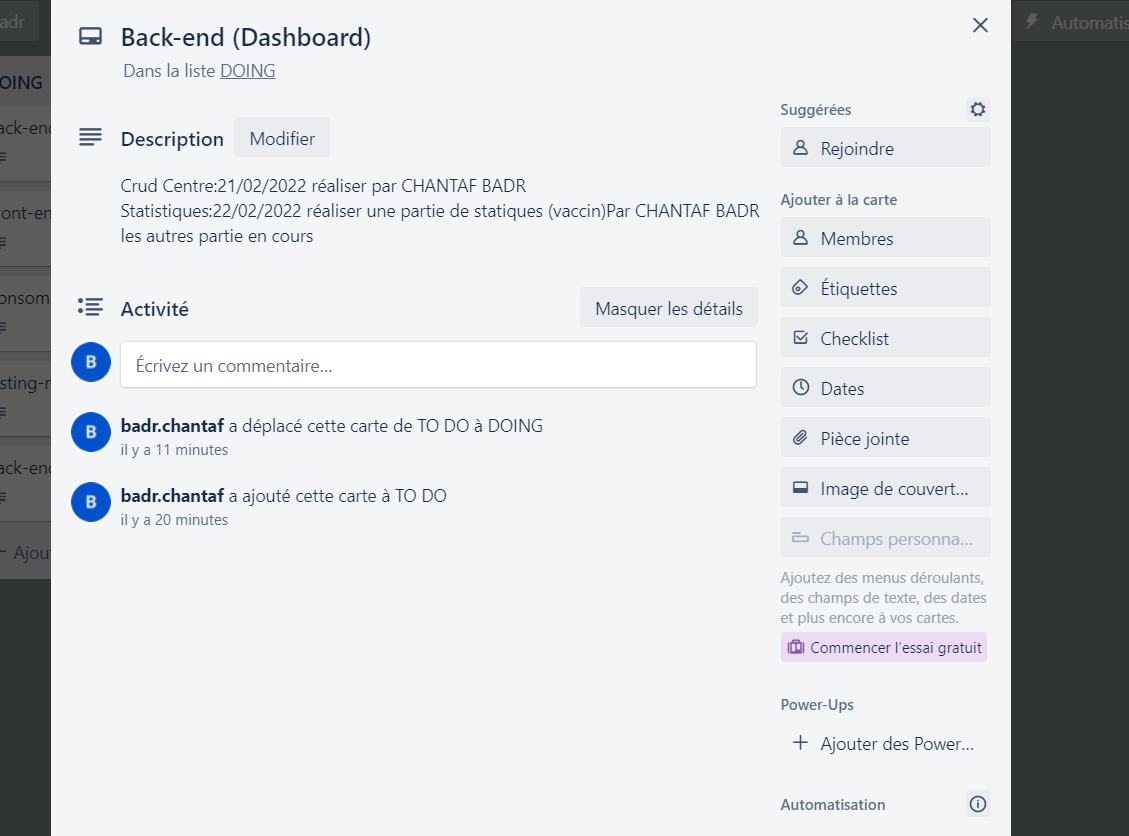 adr
Automatis
OING
ack-end
ront-en
onsom
sting-r
ack-end
Ajou
Back-end (Dashboard)
Dans la liste DOING
Description
Modifier
Crud Centre:21/02/2022 réaliser par CHANTAF BADR
Statistiques:22/02/2022 réaliser une partie de statiques (vaccin)Par CHANTAF BADR
les autres partie en cours
Activité
Masquer les détails
B
Écrivez un commentaire…
B
badr.chantaf a déplacé cette carte de TO DO à DOING
il y a 11 minutes
B
badr.chantaf a ajouté cette carte à TO DO
il y a 20 minutes
Suggérées
Rejoindre
Ajouter à la carte
Membres
Étiquettes
Checklist
Dates
Pièce jointe
Image de couvert…
Champs personna…
Ajoutez des menus déroulants,
des champs de texte, des dates
et plus encore à vos cartes.
Commencer l'essai gratuit
Power-Ups
Ajouter des Power…
Automatisation